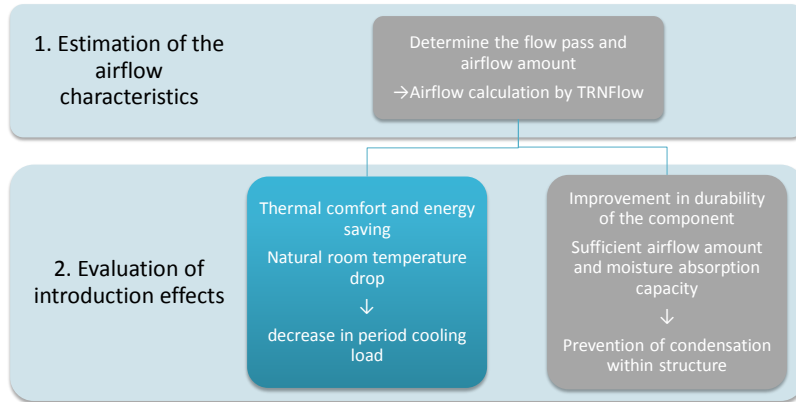 1. Estimation of the
airflow
characteristics
Determine the flow pass and
airflow amount
→Airflow calculation by TRNFlow
2. Evaluation of
introduction effects
Thermal comfort and energy
saving
Natural room temperature
drop
↓
decrease in period cooling
load
Improvement in durability
of the component
Sufficient airflow amount
and moisture absorption
capacity
↓
Prevention of condensation
within structure